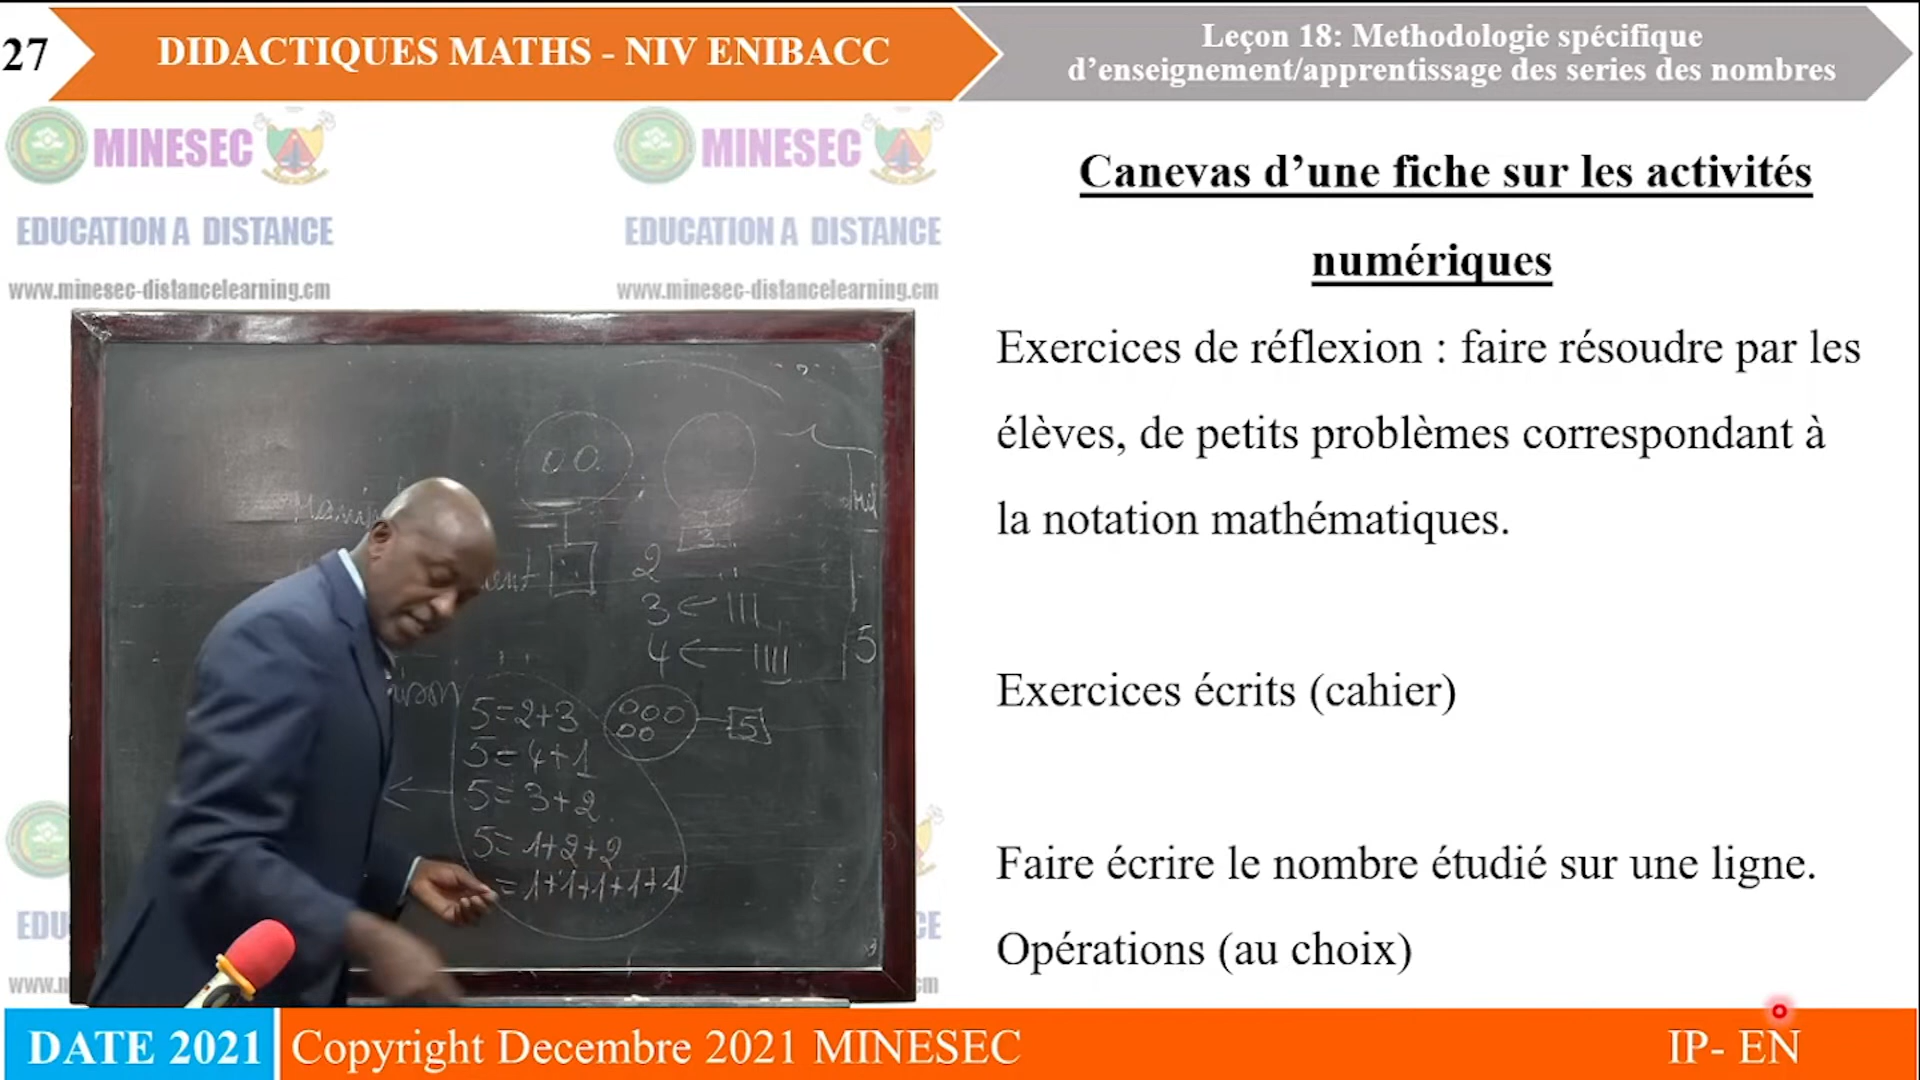 27
DIDACTIQUES MATHS - NIV ENIBACC
Leçon 18: Methodologie spécifique
d’enseignement/apprentissage des series des nombres
MINESEC
EDUCATION A DISTANCE
www.minesec-distancelearning.cm
MINESEC
EDUCATION A DISTANCE
www.minesec-distancelearning.cm
Canevas d’une fiche sur les activités
numériques
Exercices de réflexion : faire résoudre par les
élèves, de petits problèmes correspondant à
la notation mathématiques.
Exercices écrits (cahier)
Faire écrire le nombre étudié sur une ligne.
Opérations (au choix)
3
2
3 ← ||||
4 ← ||||
5
5=2+3
5
5=4+1
5=3+2
5=1+2+2
=1+1+1+1+1
EDU
CE
www.m
cm
DATE 2021
Copyright Decembre 2021 MINESEC
IP- EN